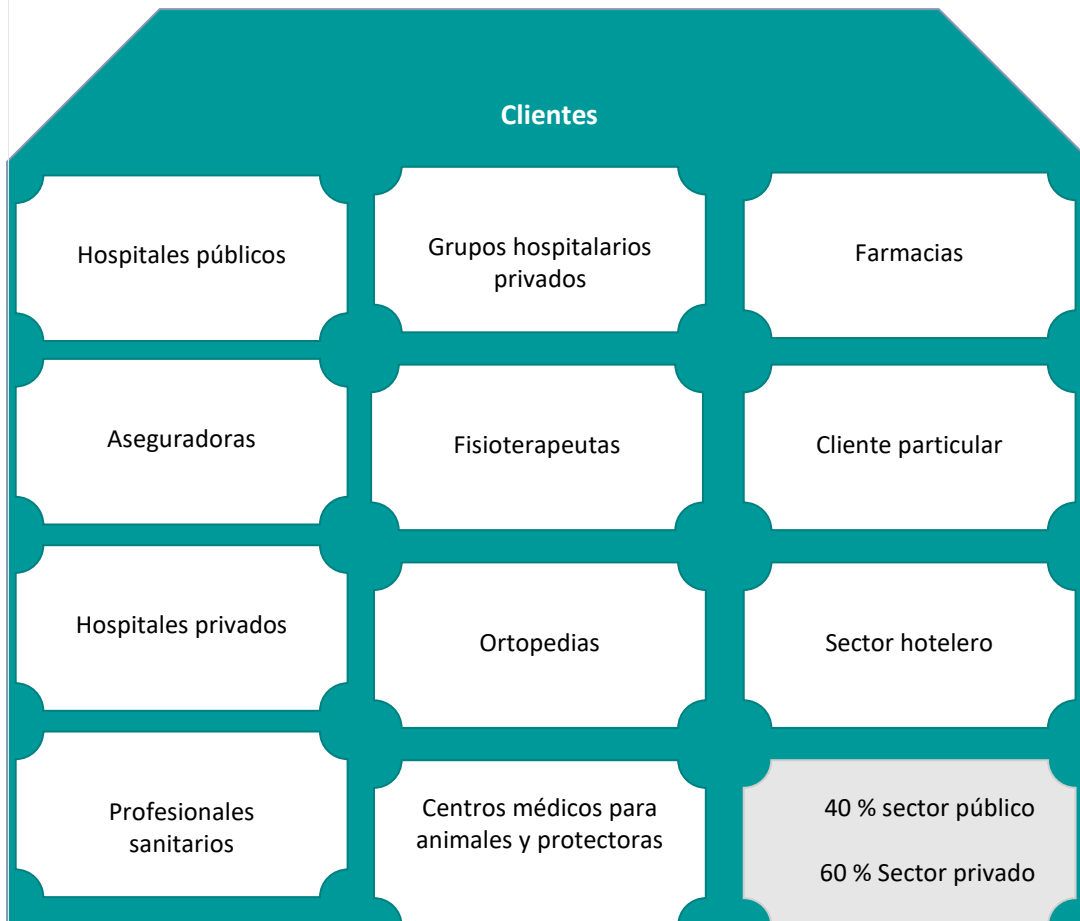 Clientes
Hospitales públicos
Grupos hospitalarios
privados
Farmacias
Aseguradoras
Fisioterapeutas
Cliente particular
Hospitales privados
Ortopedias
Sector hotelero
Profesionales
sanitarios
Centros médicos para
animales y protectoras
40 % sector público
60 % Sector privado